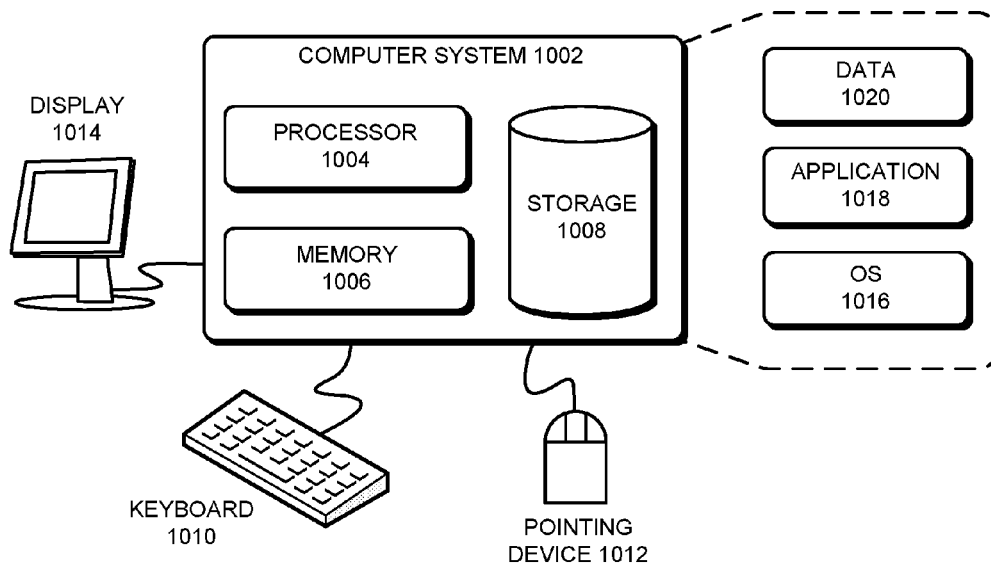 COMPUTER SYSTEM 1002
DISPLAY
1014
PROCESSOR
1004
MEMORY
1006
STORAGE
1008
DATA
1020
APPLICATION
1018
OS
1016
KEYBOARD
1010
POINTING
DEVICE 1012